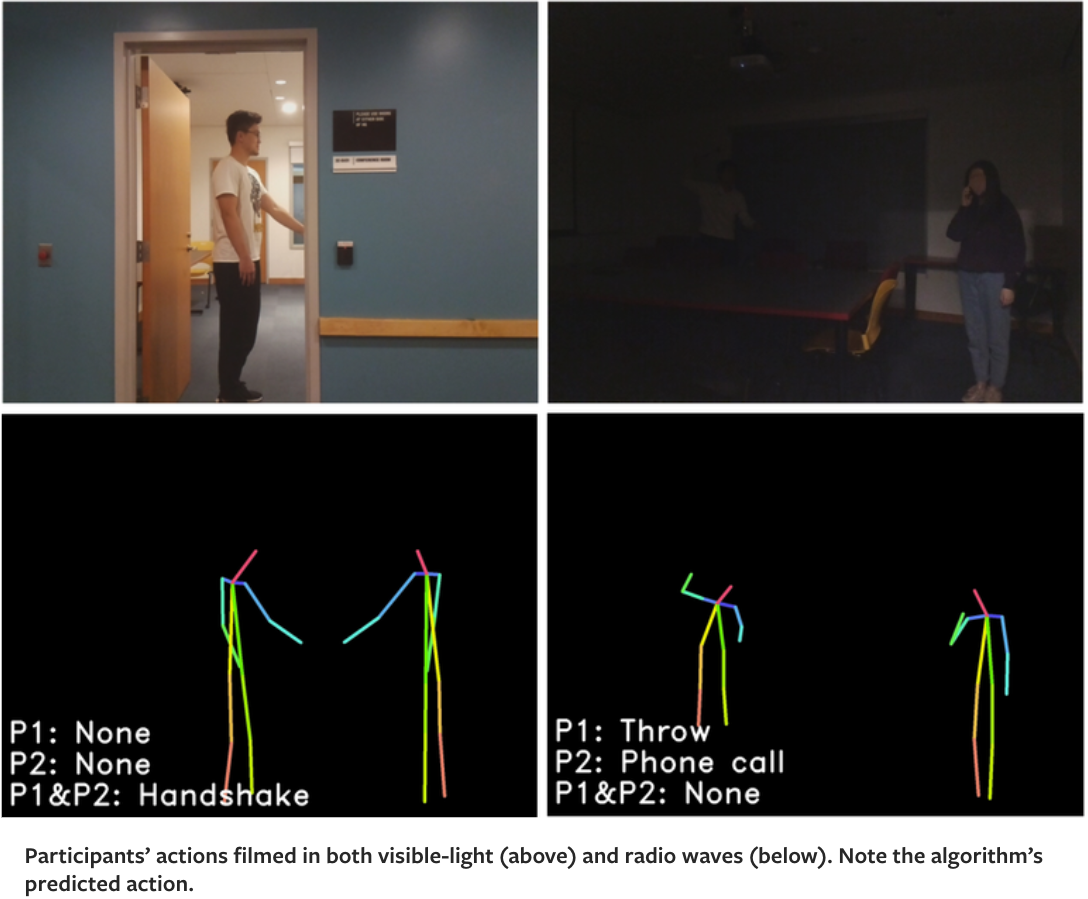 P1: None
P2: None
P1&P2: Handshake
P1: Throw
P2: Phone call
P1&P2: None
Participants’ actions filmed in both visible-light (above) and radio waves (below). Note the algorithm’s
predicted action.